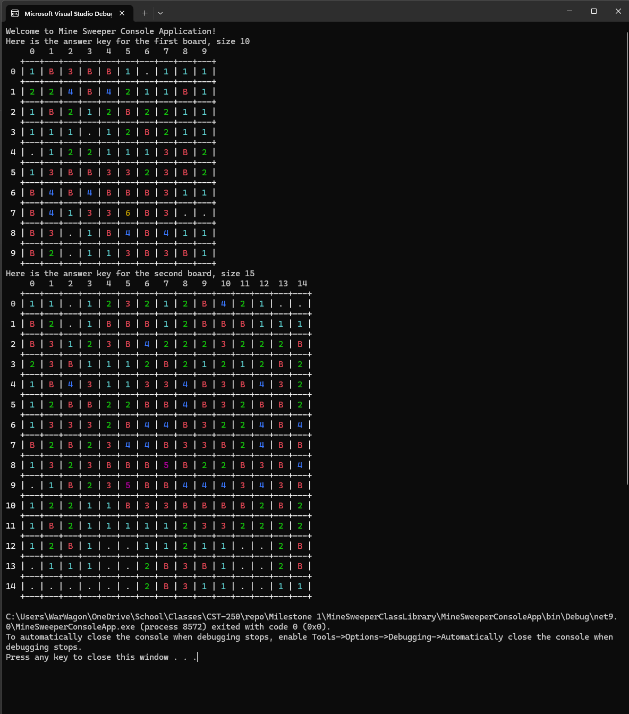 Microsoft Visual Studio Debug
Welcome to Mine Sweeper Console Application!
Here is the answer key for the first board, size 10
0 1 2 3 4 5 6 7 8 9
+---+---+---+---+---+---+---+---+---+---+
0 | 1 | B | 3 | B | B | 1 | . | 1 | 1 | 1 |
+---+---+---+---+---+---+---+---+---+---+
1 | 2 | 2 | 4 | B | 4 | 2 | 1 | 1 | B | 1 |
+---+---+---+---+---+---+---+---+---+---+
2 | 1 | B | 2 | 1 | 2 | B | 2 | 2 | 1 | 1 |
+---+---+---+---+---+---+---+---+---+---+
3 | 1 | 1 | 1 | . | 1 | 2 | B | 2 | 1 | 1 |
+---+---+---+---+---+---+---+---+---+---+
4 | . | 1 | 2 | 2 | 1 | 1 | 1 | 3 | B | 2 |
+---+---+---+---+---+---+---+---+---+---+
5 | 1 | 3 | B | B | 3 | 3 | 2 | 3 | B | 2 |
+---+---+---+---+---+---+---+---+---+---+
6 | B | 4 | B | 4 | B | B | B | 3 | 1 | 1 |
+---+---+---+---+---+---+---+---+---+---+
7 | B | 4 | 1 | 3 | 3 | 6 | B | 3 | . | . |
+---+---+---+---+---+---+---+---+---+---+
8 | B | 3 | . | 1 | B | 4 | B | 4 | 1 | 1 |
+---+---+---+---+---+---+---+---+---+---+
9 | B | 2 | . | 1 | 1 | 3 | B | 3 | B | 1 |
+---+---+---+---+---+---+---+---+---+---+
Here is the answer key for the second board, size 15
0 1 2 3 4 5 6 7 8 9 10 11 12 13 14
+---+---+---+---+---+---+---+---+---+---+---+---+---+---+---+
0 | 1 | 1 | . | 1 | 2 | 3 | 2 | 1 | 2 | B | 4 | 2 | 1 | . | . |
+---+---+---+---+---+---+---+---+---+---+---+---+---+---+---+
1 | B | 2 | . | 1 | B | B | B | 1 | 2 | B | B | B | 1 | 1 | 1 |
+---+---+---+---+---+---+---+---+---+---+---+---+---+---+---+
2 | B | 3 | 1 | 2 | 3 | B | 4 | 2 | 2 | 2 | 3 | 2 | 2 | 2 | B |
+---+---+---+---+---+---+---+---+---+---+---+---+---+---+---+
3 | 2 | 3 | B | 1 | 1 | 1 | 2 | B | 2 | 1 | 2 | 1 | 2 | B | 2 |
+---+---+---+---+---+---+---+---+---+---+---+---+---+---+---+
4 | 1 | B | 4 | 3 | 1 | 1 | 3 | 3 | 4 | B | 3 | B | 4 | 3 | 2 |
+---+---+---+---+---+---+---+---+---+---+---+---+---+---+---+
5 | 1 | 2 | B | B | 2 | 2 | B | B | 4 | B | 3 | 2 | B | B | 2 |
+---+---+---+---+---+---+---+---+---+---+---+---+---+---+---+
6 | 1 | 3 | 3 | 3 | 2 | B | 4 | 4 | B | 3 | 2 | 2 | 4 | B | 4 |
+---+---+---+---+---+---+---+---+---+---+---+---+---+---+---+
7 | B | 2 | B | 2 | 3 | 4 | 4 | B | 3 | 3 | B | 2 | 4 | B | B |
+---+---+---+---+---+---+---+---+---+---+---+---+---+---+---+
8 | 1 | 3 | 2 | 3 | B | B | B | 5 | B | 2 | 2 | B | 3 | B | 4 |
+---+---+---+---+---+---+---+---+---+---+---+---+---+---+---+
9 | . | 1 | B | 2 | 3 | 5 | B | B | 4 | 4 | 4 | 3 | 4 | 3 | B |
+---+---+---+---+---+---+---+---+---+---+---+---+---+---+---+
10 | 1 | 2 | 2 | 1 | 1 | B | 3 | 3 | B | B | B | B | 2 | B | 2 |
+---+---+---+---+---+---+---+---+---+---+---+---+---+---+---+
11 | 1 | B | 2 | 1 | 1 | 1 | 1 | 1 | 2 | 3 | 3 | 2 | 2 | 2 | 2 |
+---+---+---+---+---+---+---+---+---+---+---+---+---+---+---+
12 | 1 | 2 | B | 1 | . | . | 1 | 1 | 2 | 1 | 1 | . | . | 2 | B |
+---+---+---+---+---+---+---+---+---+---+---+---+---+---+---+
13 | . | 1 | 1 | 1 | . | . | 2 | B | 3 | B | 1 | . | . | 2 | B |
+---+---+---+---+---+---+---+---+---+---+---+---+---+---+---+
14 | . | . | . | . | . | . | 2 | B | 3 | 1 | 1 | . | . | 1 | 1 |
+---+---+---+---+---+---+---+---+---+---+---+---+---+---+---+
C:\Users\WarWagon\OneDrive\School\Classes\CST-250\repo\Milestone 1\MineSweeperClassLibrary\MineSweeperConsoleApp\bin\Debug\net9.
0\MineSweeperConsoleApp.exe (process 8572) exited with code 0 (0x0).
To automatically close the console when debugging stops, enable Tools->Options->Debugging->Automatically close the console when
debugging stops.
Press any key to close this window . . .